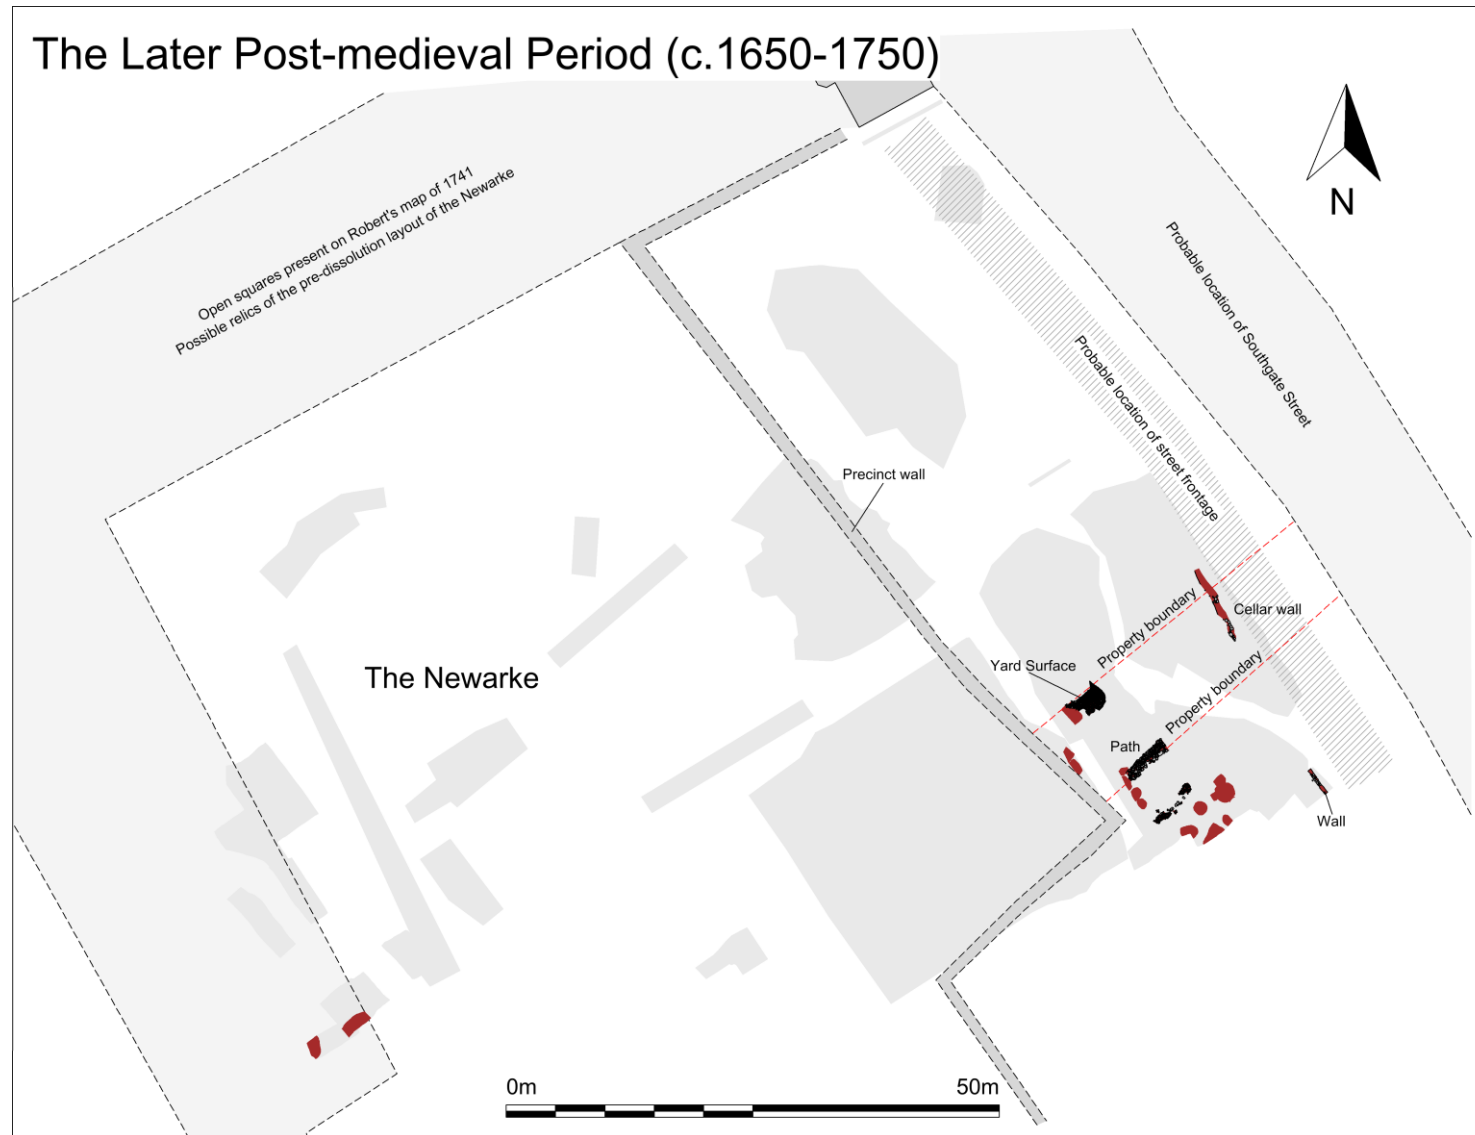 The Later Post-medieval Period (c.1650-1750)
N
Open squares present on Robert's map of 1741
Possible relics of the pre-dissolution layout of the Newarke
Probable location of Southgate Street
Probable location of street frontage
Precinct wall
Property boundary
Cellar wall
The Newarke
Yard Surface
Property boundary
Path
Wall
0m
50m